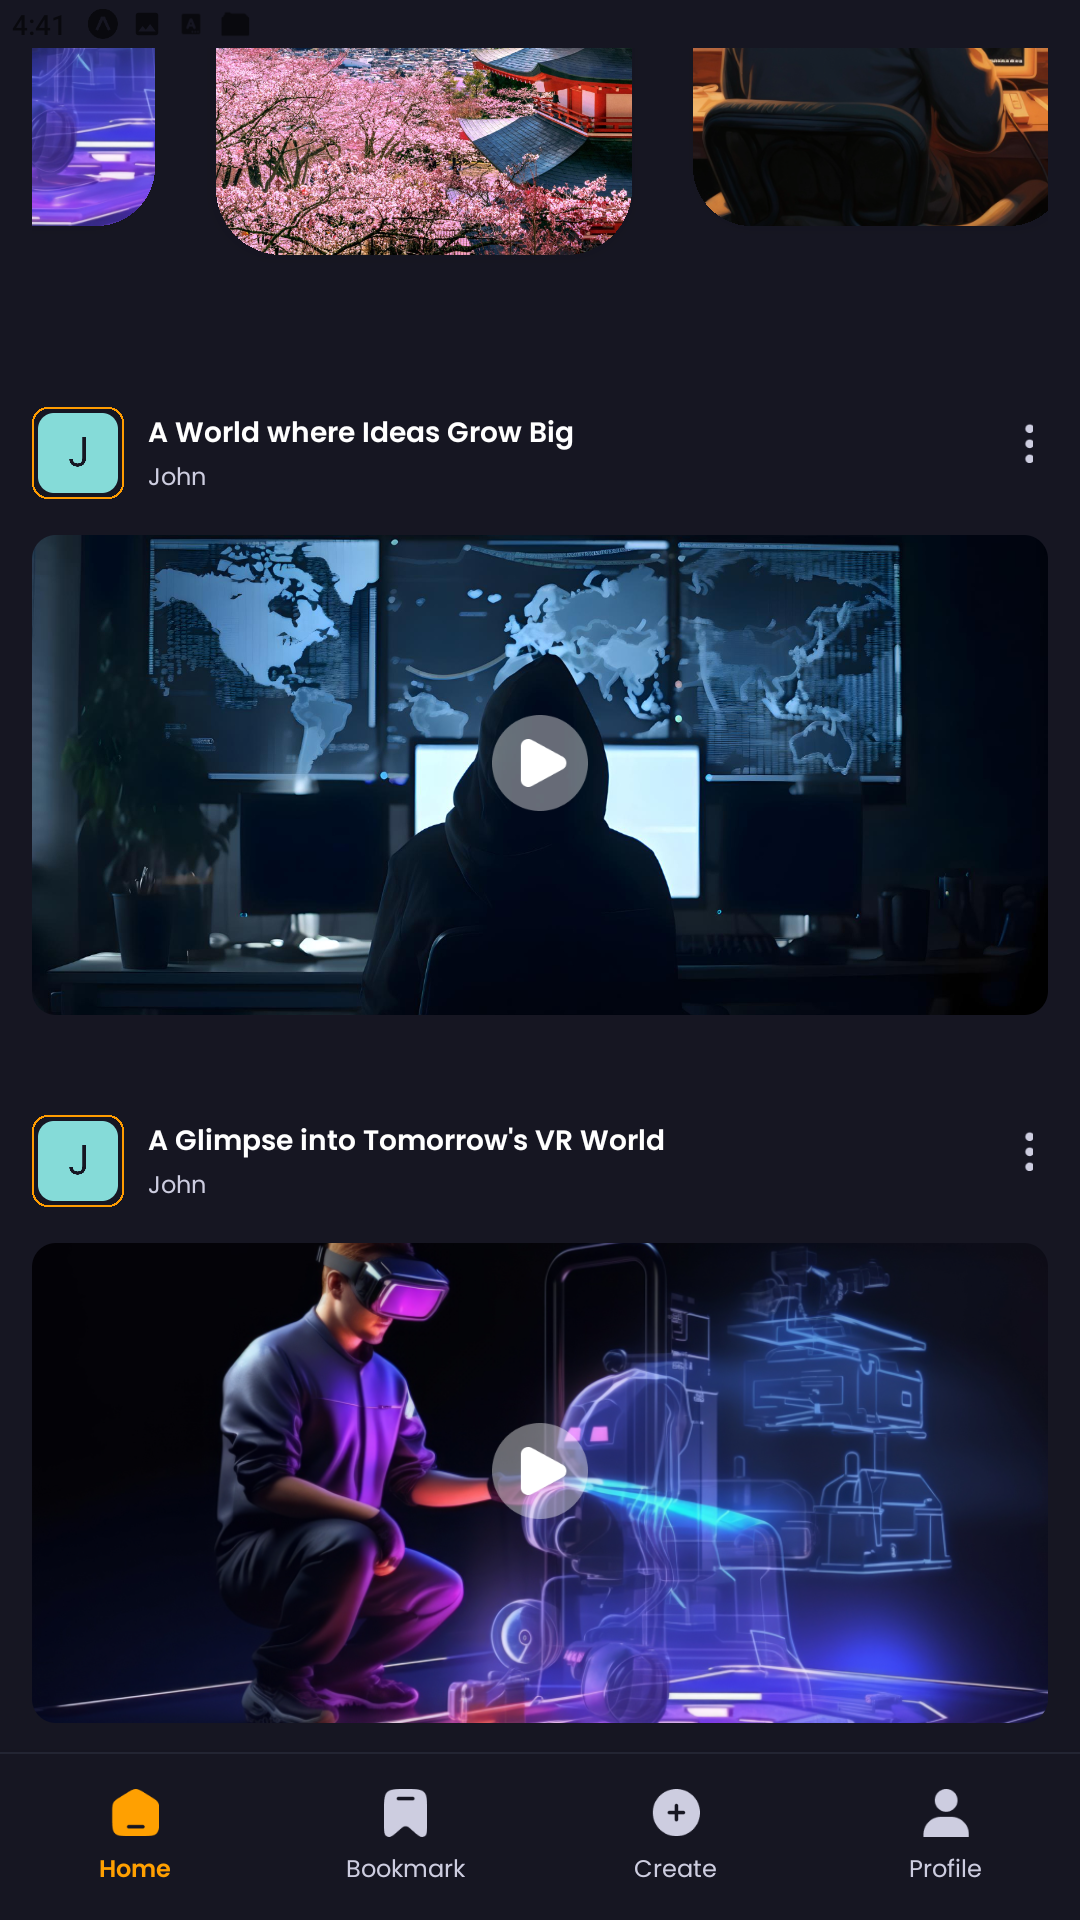 4:41
A
J
A World where Ideas Grow Big
John
J
A Glimpse into Tomorrow's VR World
John
Home
Bookmark
Create
Profile